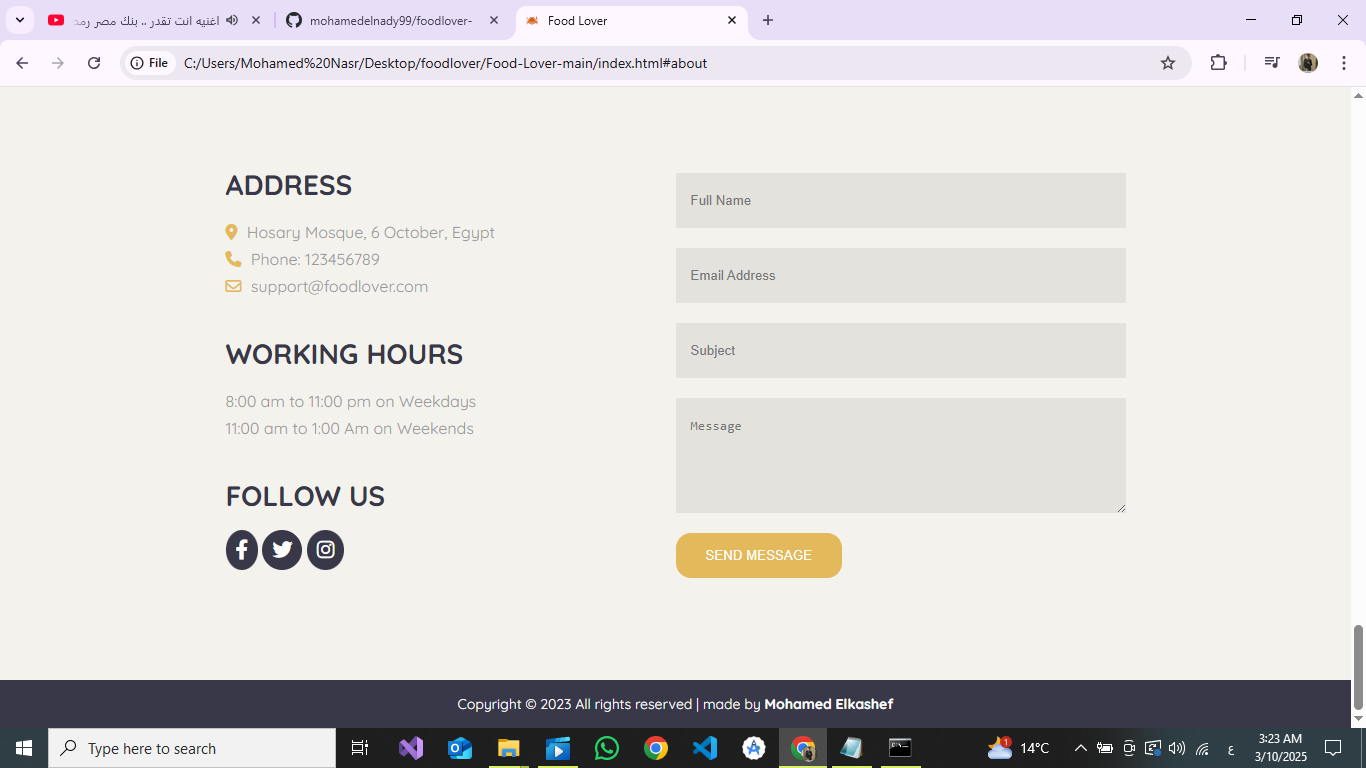 اغنيه انت تقدر .. بنك مصر رمض
mohamedelnady99/foodlover-
Food Lover
File
C:/Users/Mohamed%20Nasr/Desktop/foodlover/Food-Lover-main/index.html#about
ADDRESS
Hosary Mosque, 6 October, Egypt
Phone: 123456789
support@foodlover.com
WORKING HOURS
8:00 am to 11:00 pm on Weekdays
11:00 am to 1:00 Am on Weekends
FOLLOW US
Full Name
Email Address
Subject
Message
SEND MESSAGE
Copyright © 2023 All rights reserved | made by Mohamed Elkashef
Type here to search
1
14°C
ع
3:23 AM
3/10/2025